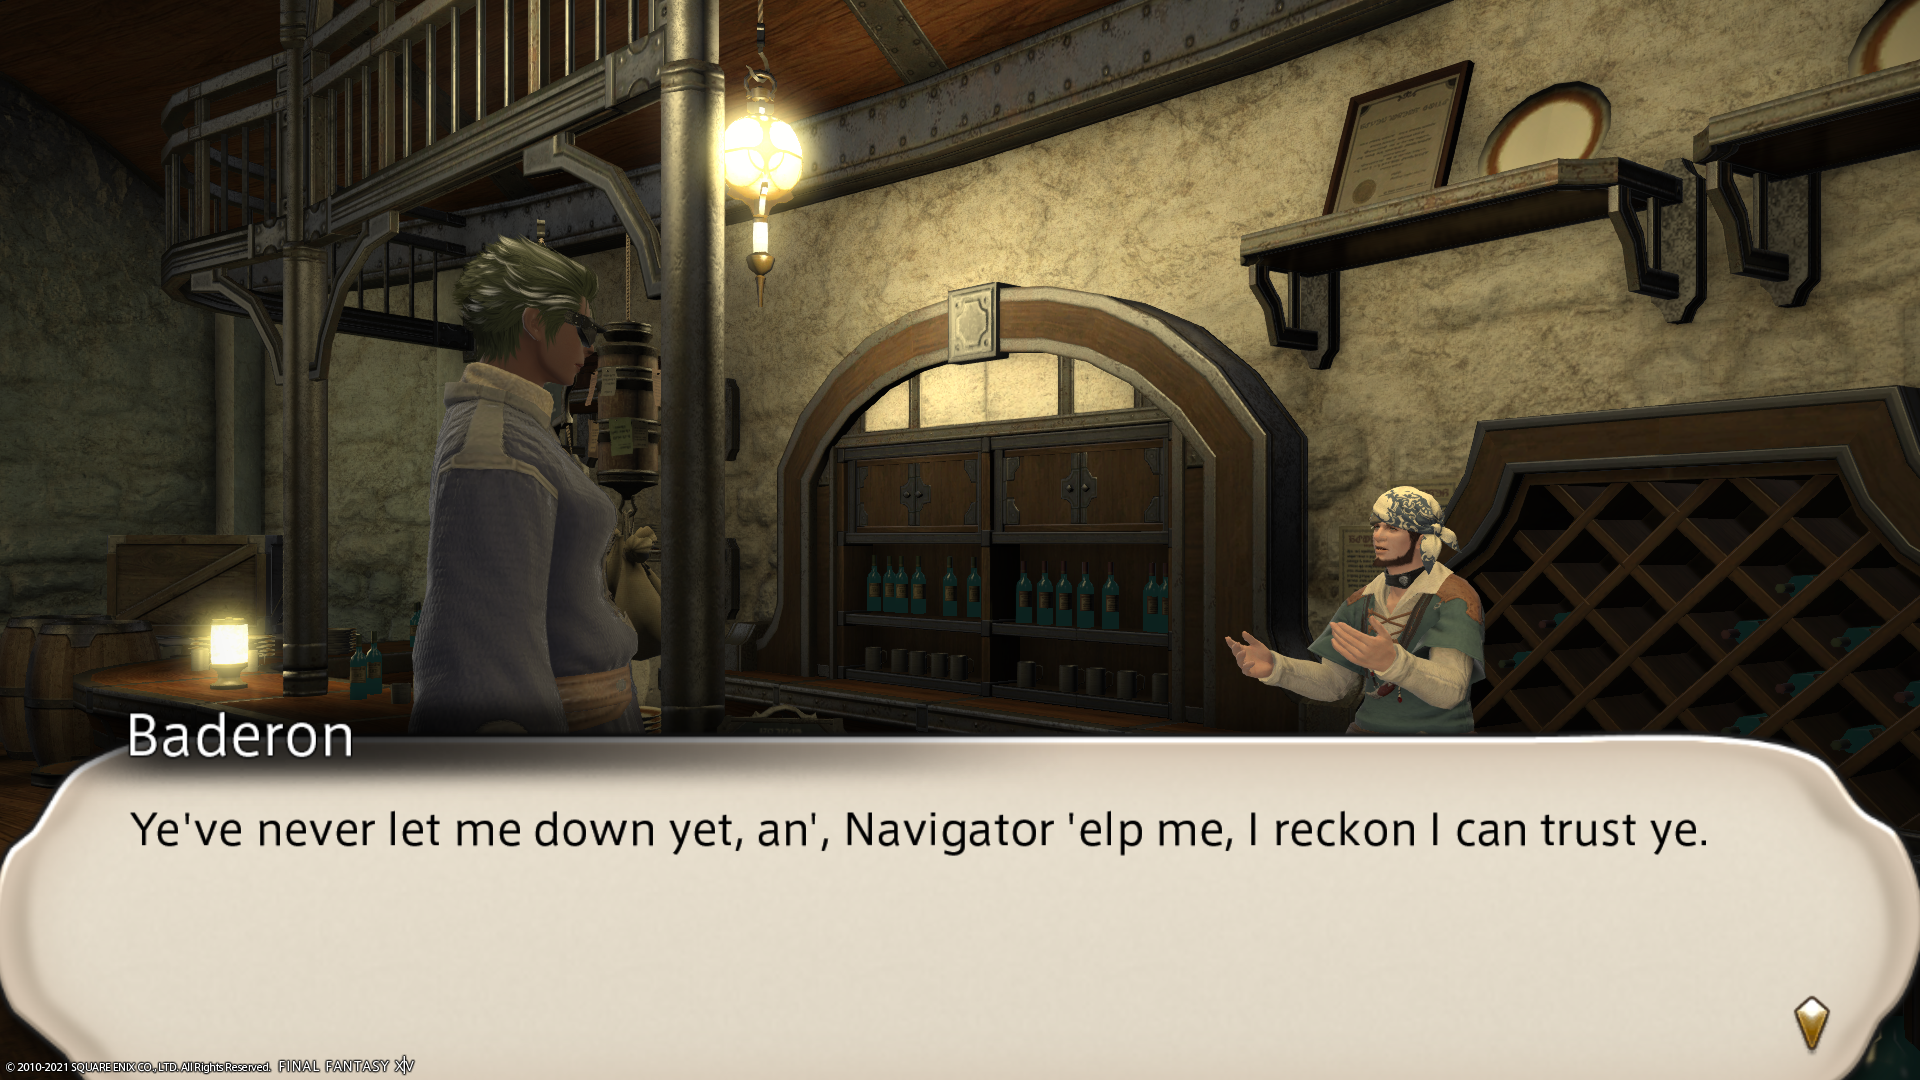 Baderon
Ye've never let me down yet, an', Navigator 'elp me, I reckon I can trust ye.
© 2010-2021 SQUARE ENIX CO., LTD. All Rights Reserved. FINAL FANTASY XIV